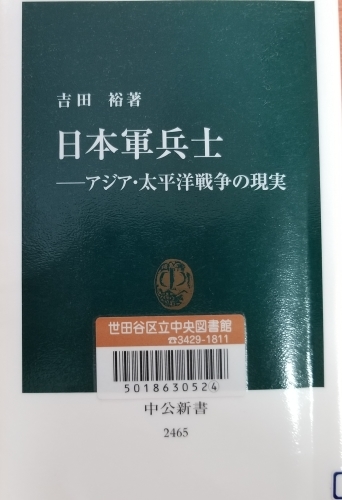 吉田 裕著
日本軍兵士
――アジア・太平洋戦争の現実
世田谷区立中央図書館
☎3429-1811
5018630524
中公新書
2465